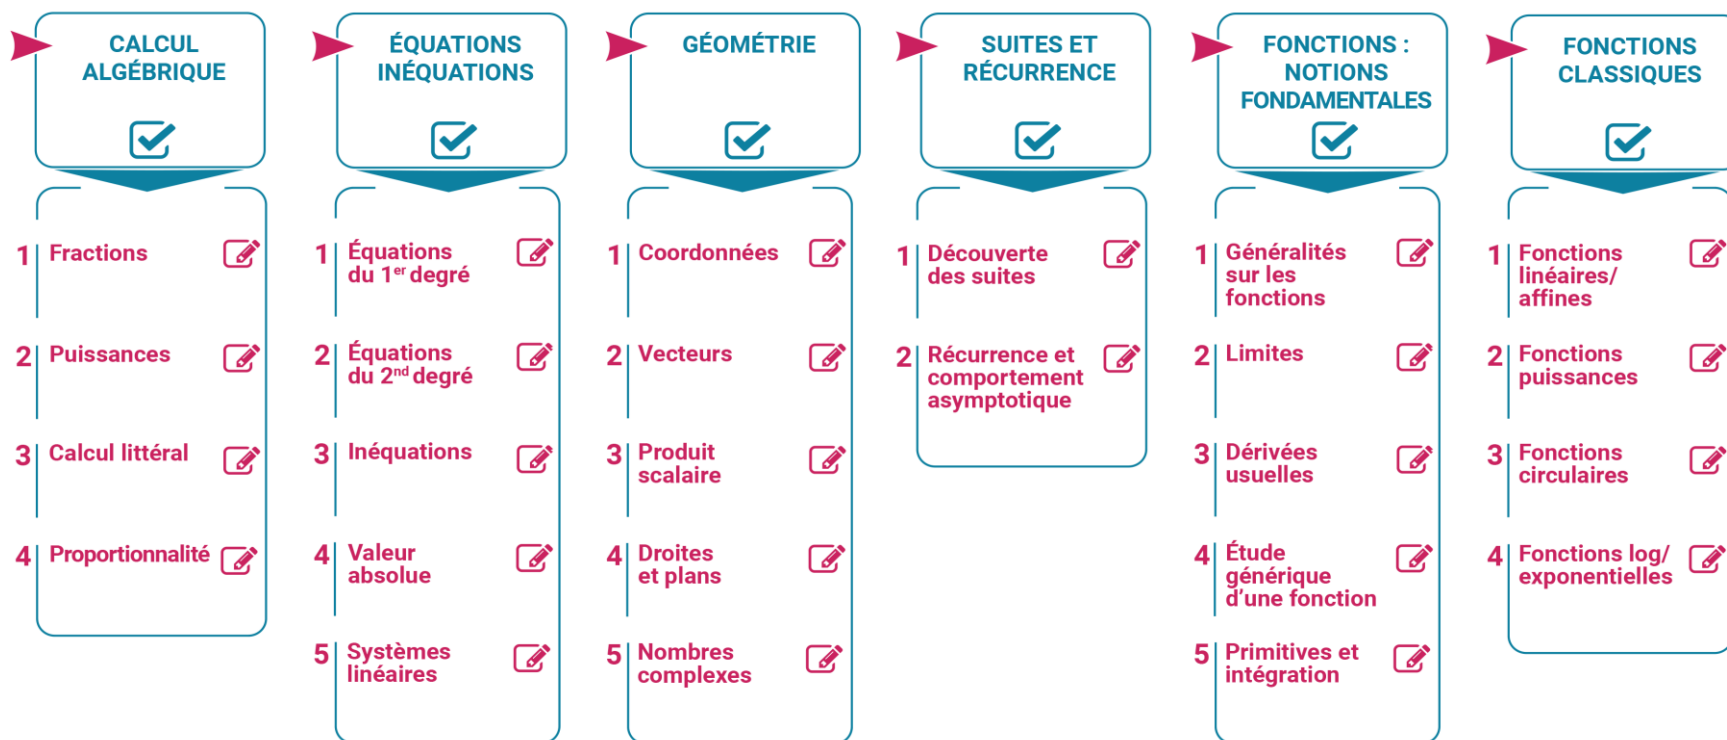 CALCUL
ALGÉBRIQUE
1 Fractions
2 Puissances
3 Calcul littéral
4 Proportionnalité
ÉQUATIONS
INÉQUATIONS
1 Équations
du 1er degré
2 Équations
du 2nd degré
3 Inéquations
4 Valeur
absolue
5 Systèmes
linéaires
GÉOMÉTRIE
1 Coordonnées
2 Vecteurs
3 Produit
scalaire
4 Droites
et plans
5 Nombres
complexes
SUITES ET
RÉCURRENCE
1 Découverte
des suites
2 Récurrence et
comportement
asymptotique
FONCTIONS :
NOTIONS
FONDAMENTALES
1 Généralités
sur les
fonctions
2 Limites
3 Dérivées
usuelles
4 Étude
générique
d'une fonction
5 Primitives et
intégration
FONCTIONS
CLASSIQUES
1 Fonctions
linéaires/
affines
2 Fonctions
puissances
3 Fonctions
circulaires
4 Fonctions log/
exponentielles